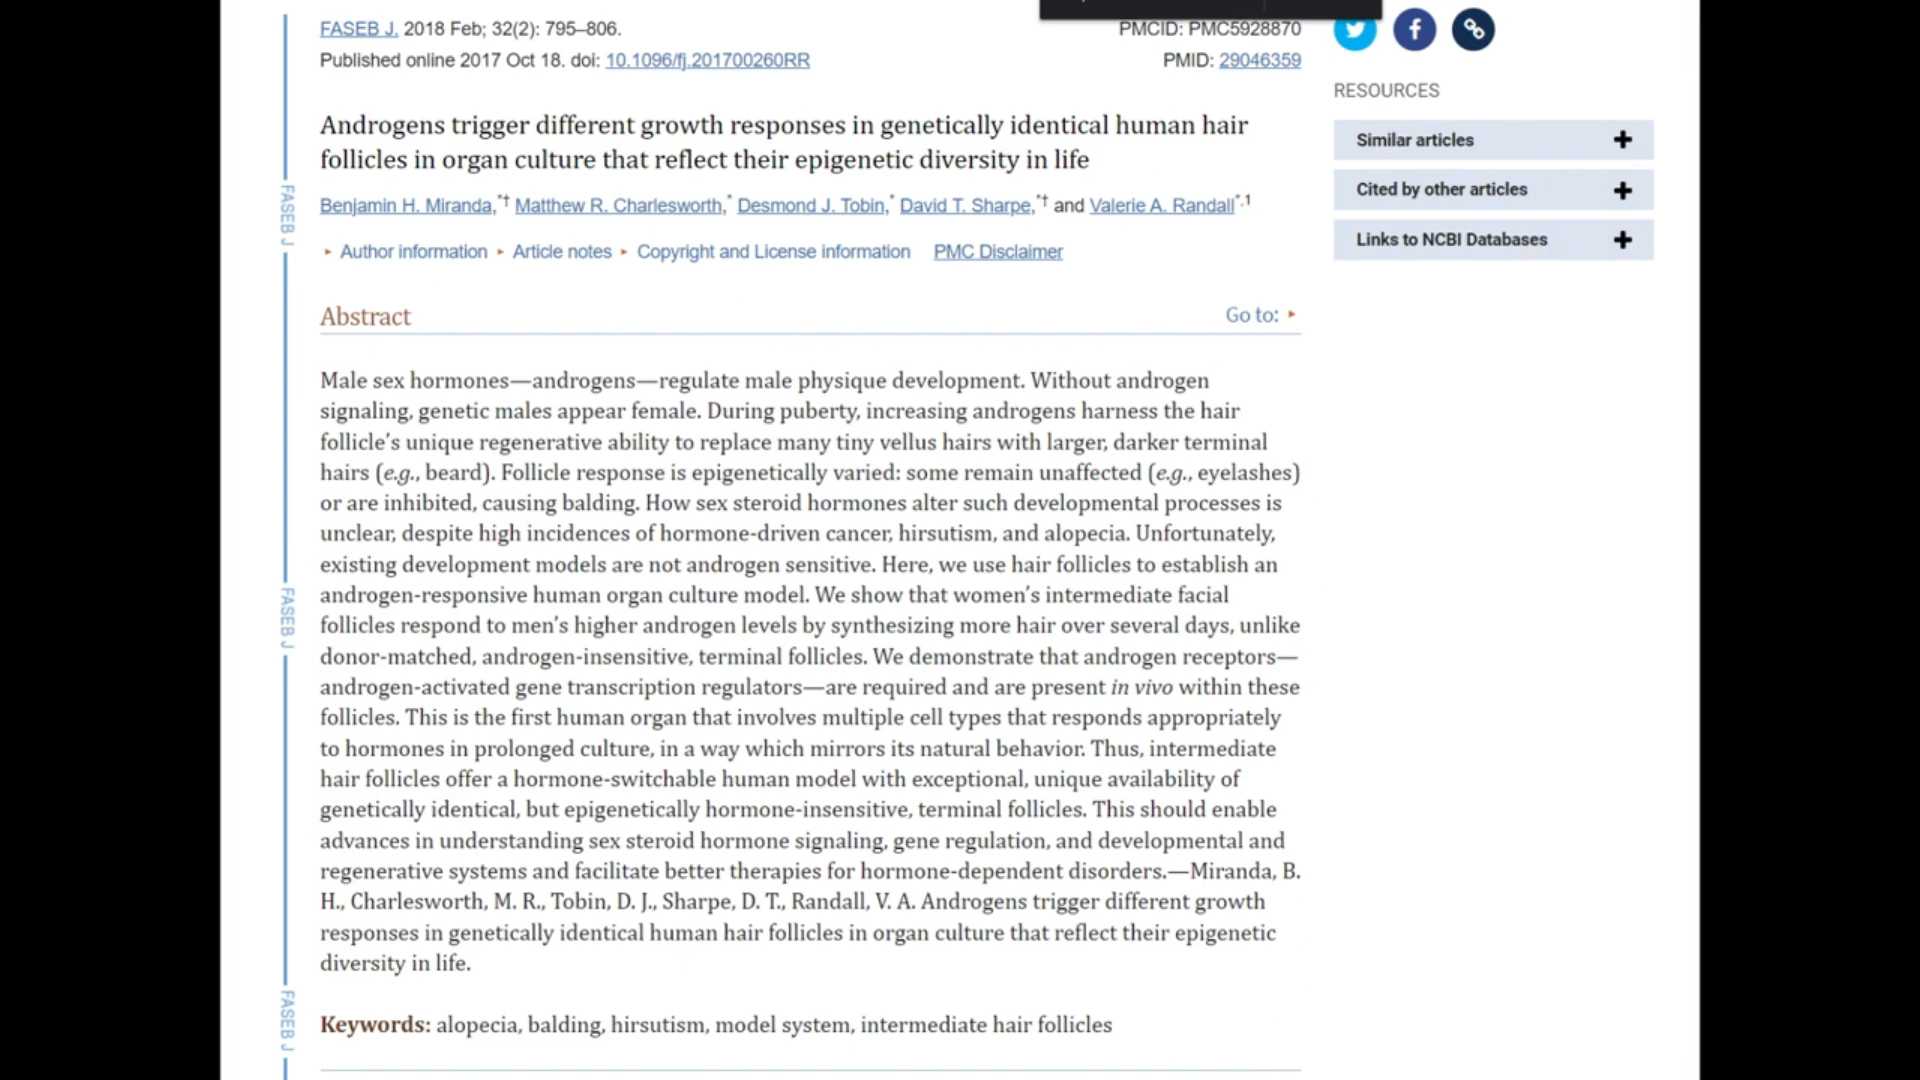 FASEB J. 2018 Feb; 32(2): 795–806.
PMCID: PMC5928870
Published online 2017 Oct 18. doi: 10.1096/fj.201700260RR
PMID: 29046359
Androgens trigger different growth responses in genetically identical human hair
follicles in organ culture that reflect their epigenetic diversity in life
Benjamin H. Miranda,*† Matthew R. Charlesworth,* Desmond J. Tobin,* David T. Sharpe,*† and Valerie A. Randall*,1
▸ Author information ▸ Article notes ▸ Copyright and License information PMC Disclaimer
Abstract
Go to: ▸
Male sex hormones—androgens—regulate male physique development. Without androgen
signaling, genetic males appear female. During puberty, increasing androgens harness the hair
follicle’s unique regenerative ability to replace many tiny vellus hairs with larger, darker terminal
hairs (e.g., beard). Follicle response is epigenetically varied: some remain unaffected (e.g., eyelashes)
or are inhibited, causing balding. How sex steroid hormones alter such developmental processes is
unclear, despite high incidences of hormone-driven cancer, hirsutism, and alopecia. Unfortunately,
existing development models are not androgen sensitive. Here, we use hair follicles to establish an
androgen-responsive human organ culture model. We show that women’s intermediate facial
follicles respond to men’s higher androgen levels by synthesizing more hair over several days, unlike
donor-matched, androgen-insensitive, terminal follicles. We demonstrate that androgen receptors—
androgen-activated gene transcription regulators—are required and are present in vivo within these
follicles. This is the first human organ that involves multiple cell types that responds appropriately
to hormones in prolonged culture, in a way which mirrors its natural behavior. Thus, intermediate
hair follicles offer a hormone-switchable human model with exceptional, unique availability of
genetically identical, but epigenetically hormone-insensitive, terminal follicles. This should enable
advances in understanding sex steroid hormone signaling, gene regulation, and developmental and
regenerative systems and facilitate better therapies for hormone-dependent disorders.—Miranda, B.
H., Charlesworth, M. R., Tobin, D. J., Sharpe, D. T., Randall, V. A. Androgens trigger different growth
responses in genetically identical human hair follicles in organ culture that reflect their epigenetic
diversity in life.
Keywords: alopecia, balding, hirsutism, model system, intermediate hair follicles
FASEB J
FASEB J
FASEB J
RESOURCES
Similar articles
Cited by other articles
Links to NCBI Databases